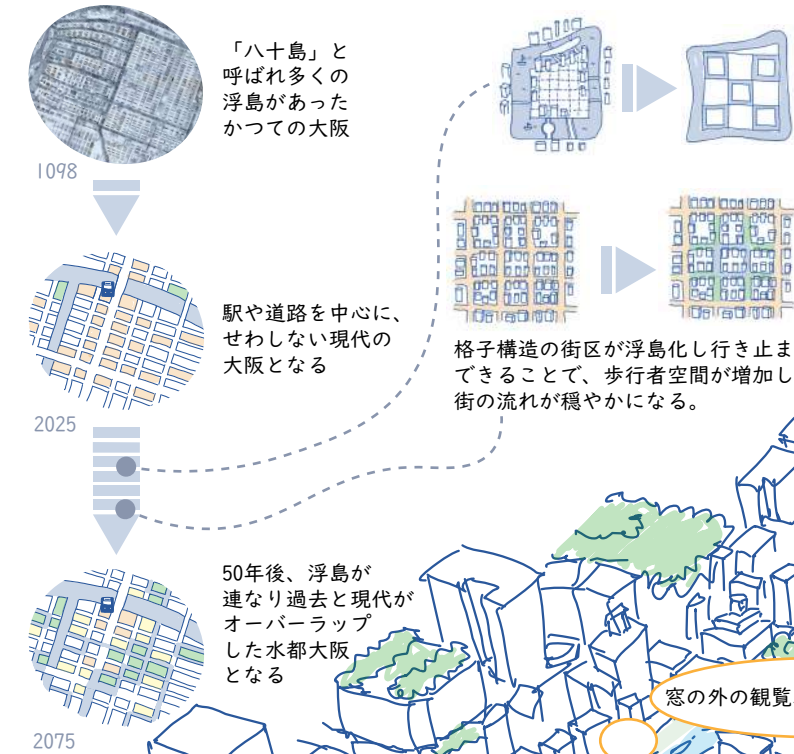 「八十島」と
呼ばれ多くの
浮島があった
かつての大阪
1098
駅や道路を中心に、
せわしない現代の
大阪となる
2025
50年後、浮島が
連なり過去と現代が
オーバーラップ
した水都大阪
となる
2075
格子構造の街区が浮島化し行き止ま
できることで、歩行者空間が増加し
街の流れが穏やかになる。
窓の外の観覧